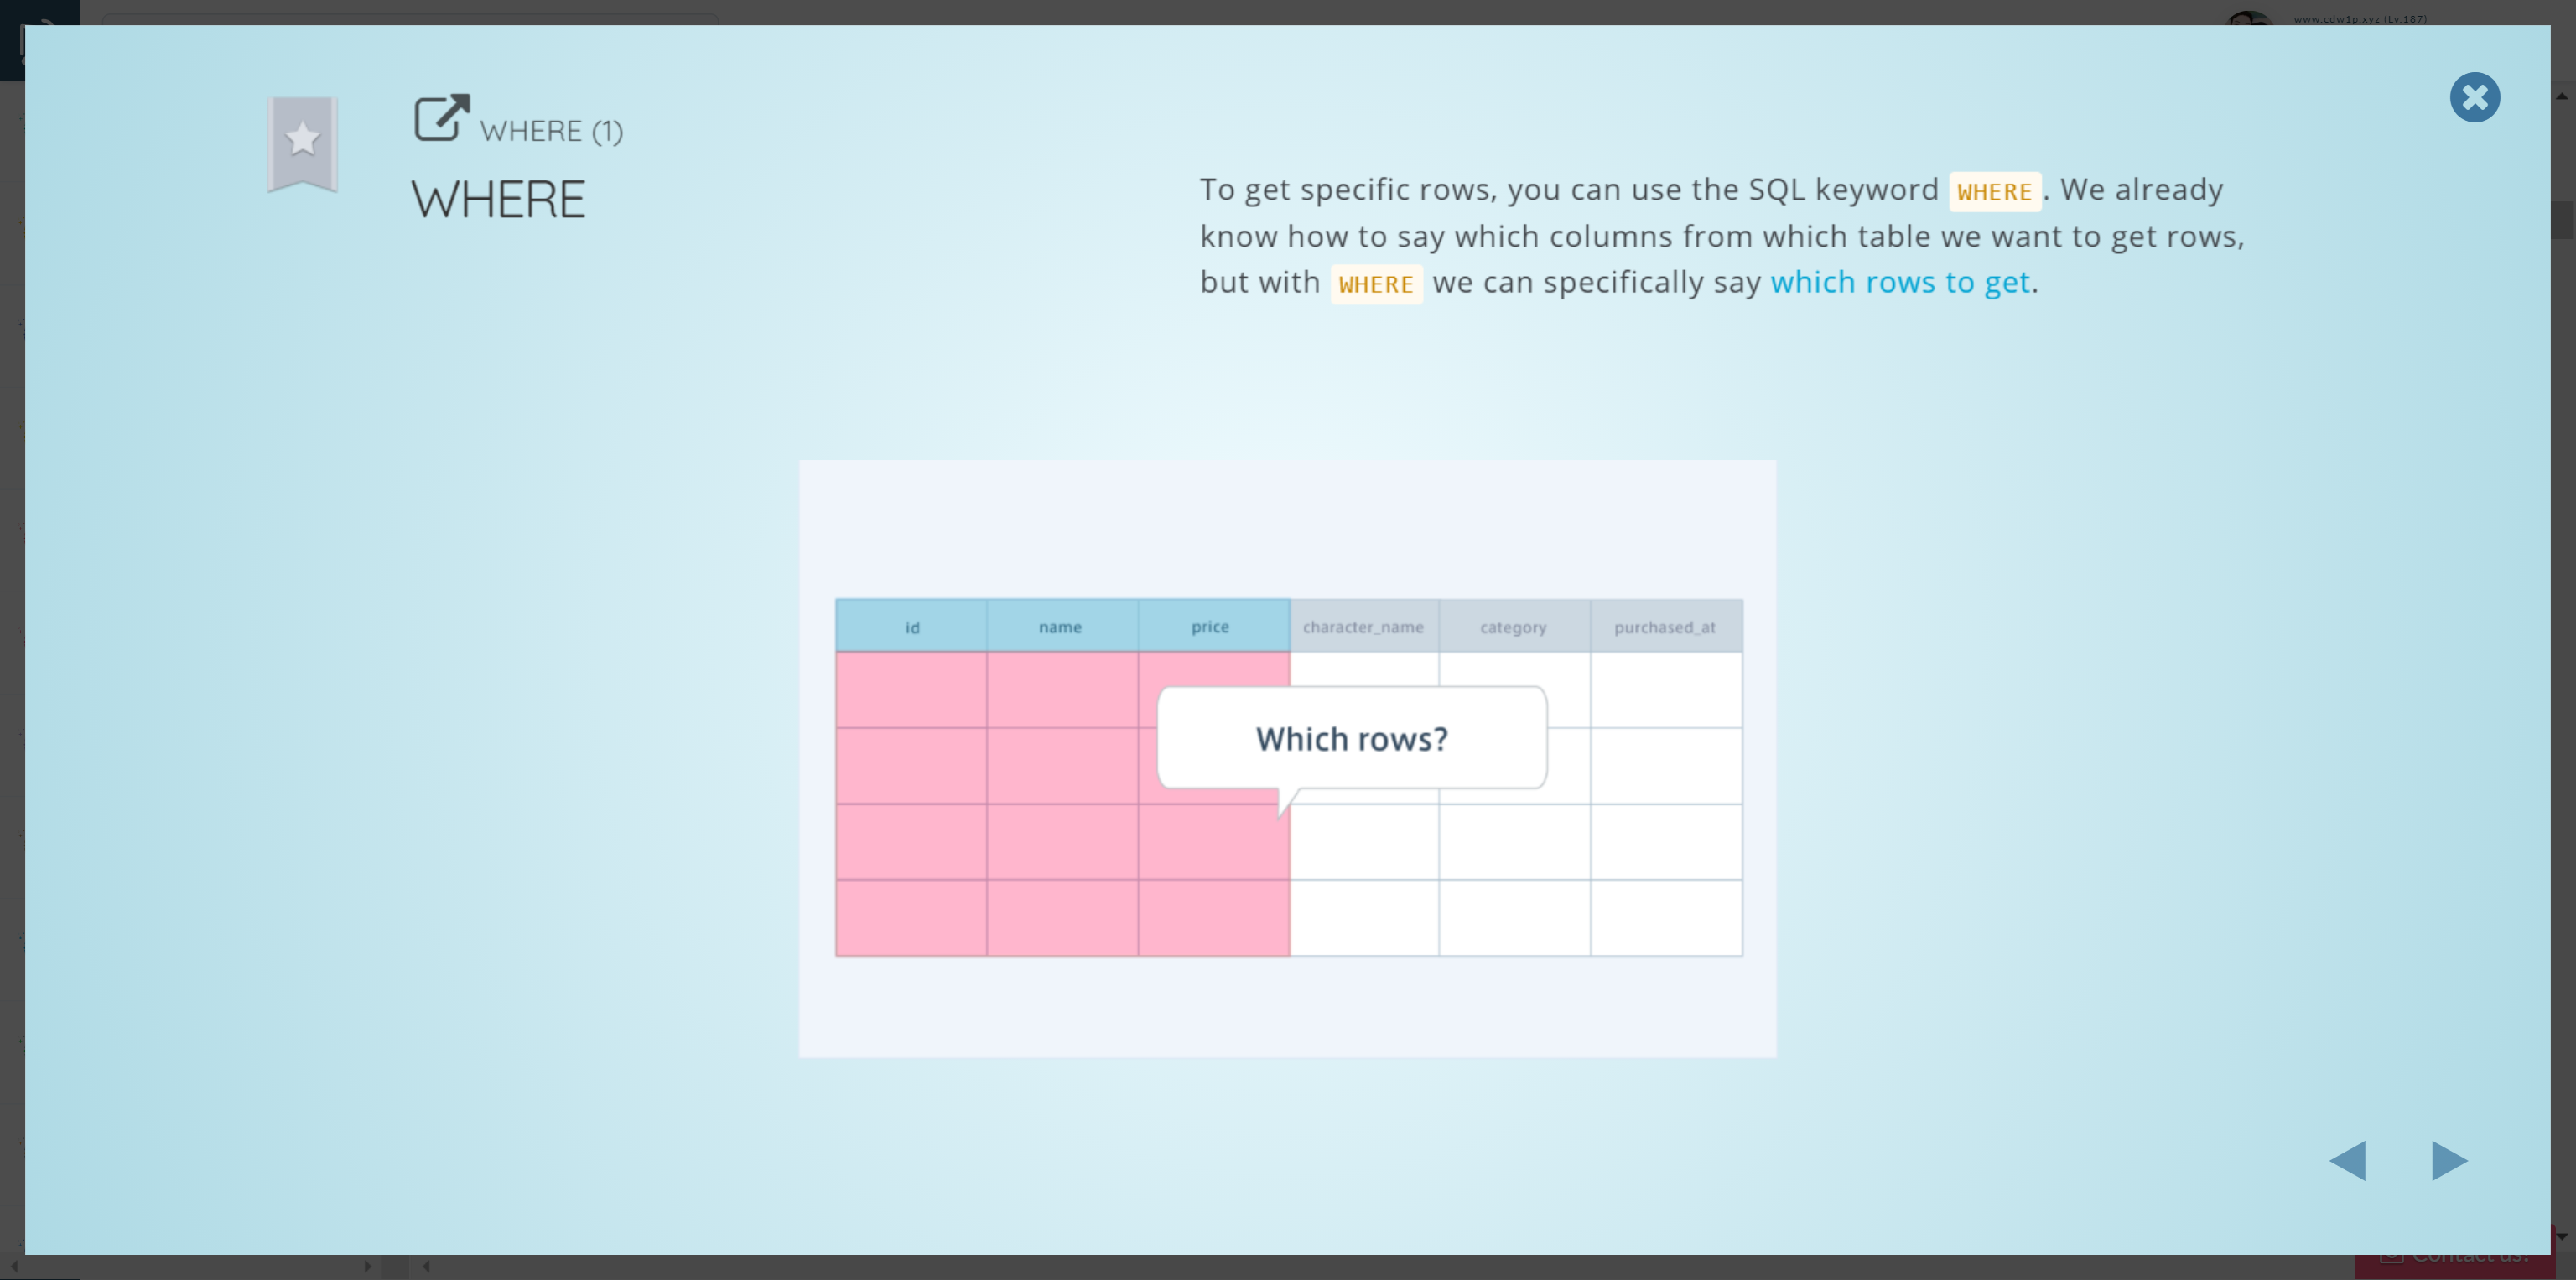 www.cdw1p.xyz (Lv.187)
WHERE (1)
WHERE
To get specific rows, you can use the SQL keyword WHERE. We already
know how to say which columns from which table we want to get rows,
but with WHERE we can specifically say which rows to get.
id name price character_name category purchased_at
Which rows?
Contact us!